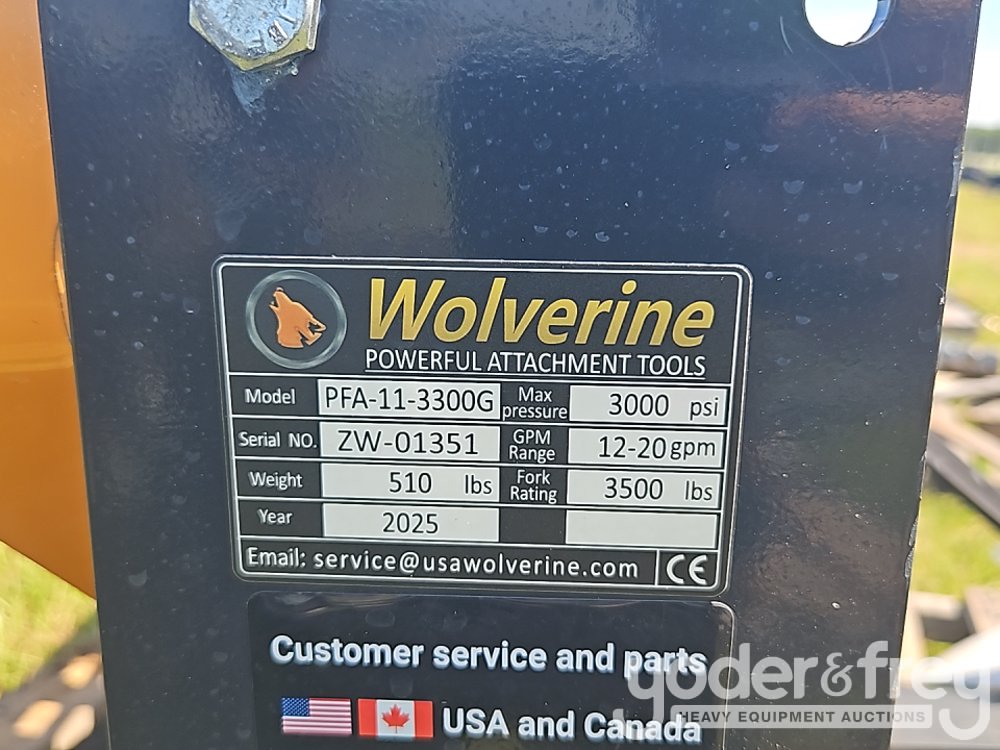 Wolverine
POWERFUL ATTACHMENT TOOLS
Model PFA-11-3300G Max pressure 3000 psi
Serial NO. ZW-01351 GPM Range 12-20 gpm
Weight 510 lbs Fork Rating 3500 lbs
Year 2025
Email: service@usawolverine.com CE
Customer service and parts
USA and Canada
yoder&frey
HEAVY EQUIPMENT AUCTIONS